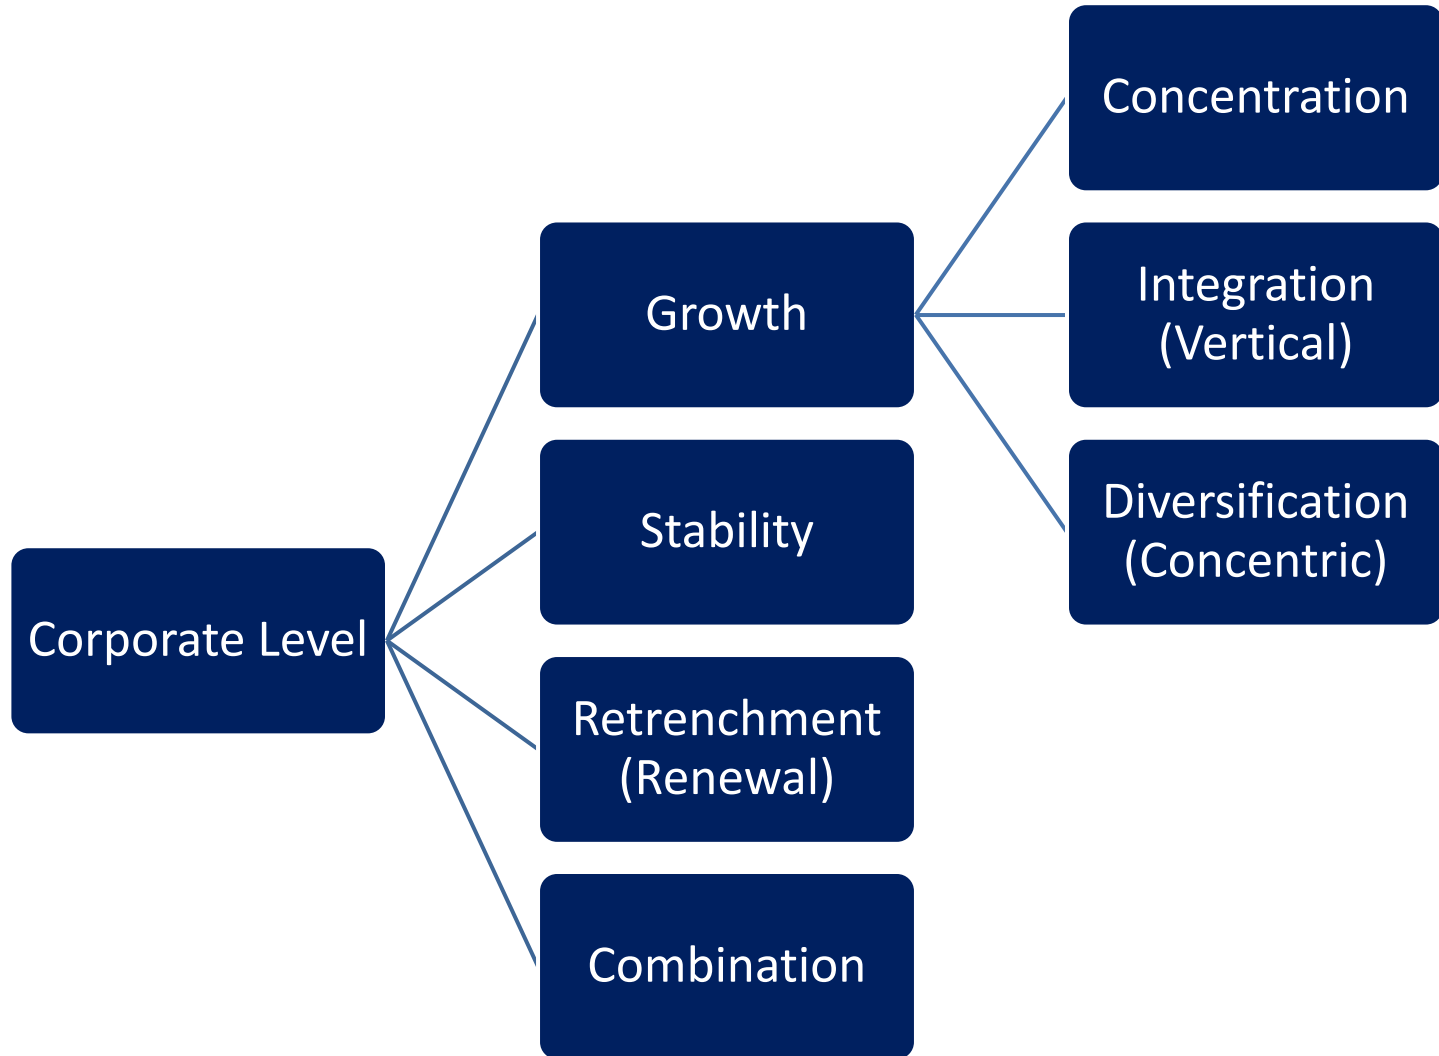 Corporate Level
Growth
Stability
Retrenchment
(Renewal)
Combination
Concentration
Integration
(Vertical)
Diversification
(Concentric)